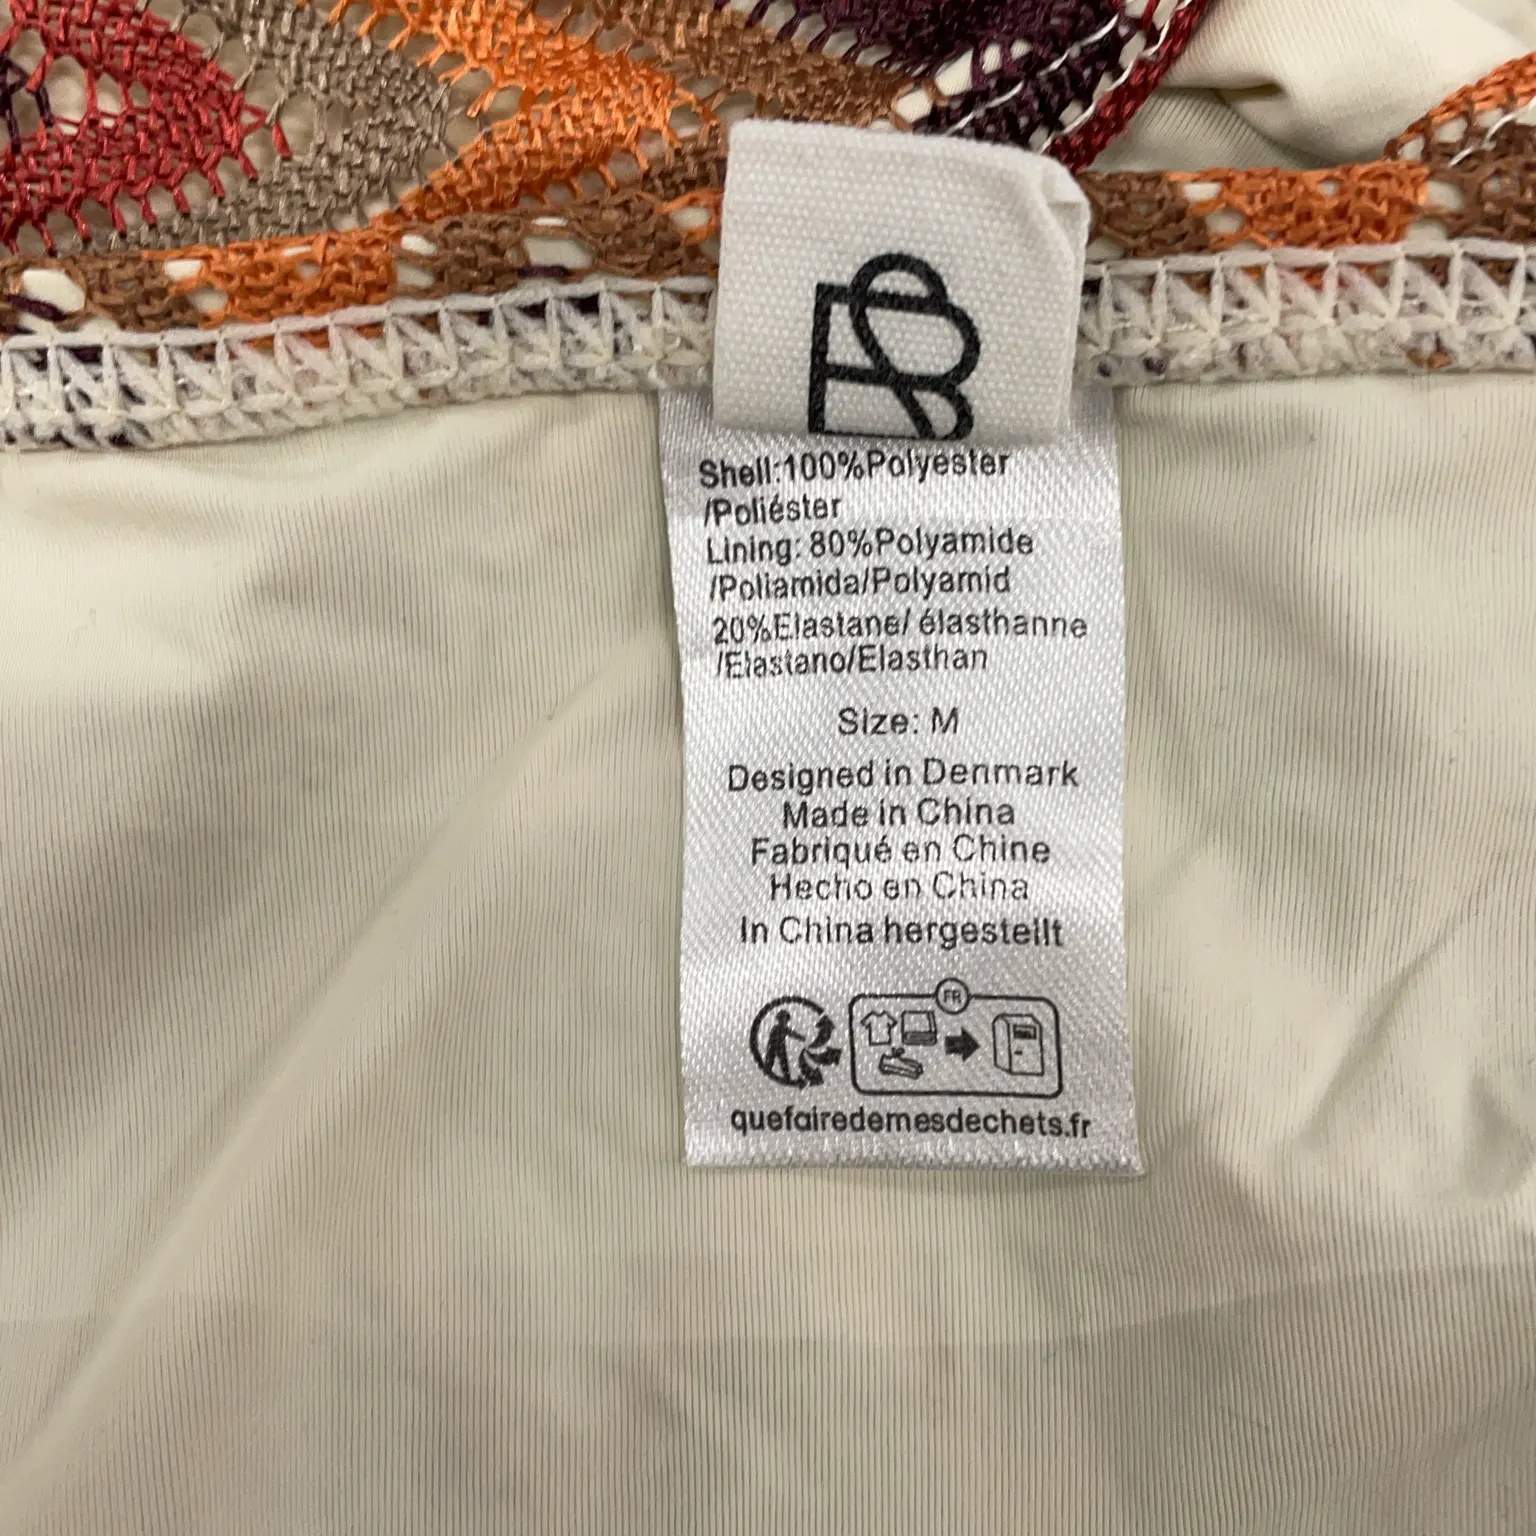 Shell:100%Polyester
/Poliéster
Lining: 80%Polyamide
/Poliamida/Polyamid
20%Elastane/ élasthanne
/Elastano/Elasthan
Size: M
Designed in Denmark
Made in China
Fabriqué en Chine
Hecho en China
In China hergestellt
FR
quefairedemesdechets.fr